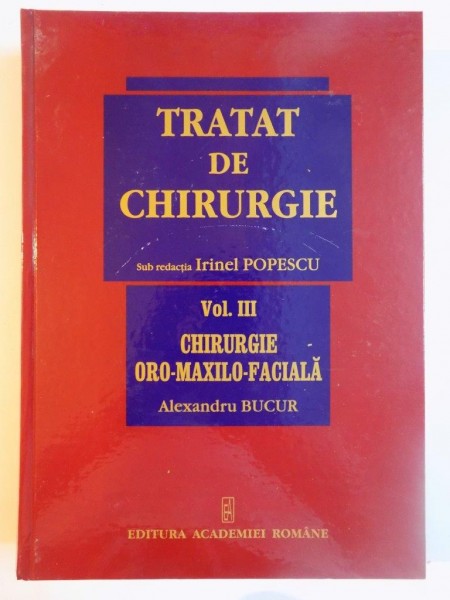 TRATAT
DE
CHIRURGIE
Sub redacția Irinel POPESCU
Vol. III
CHIRURGIE
ORO-MAXILO-FACIALĂ
Alexandru BUCUR
EDITURA ACADEMIEI ROMÂNE